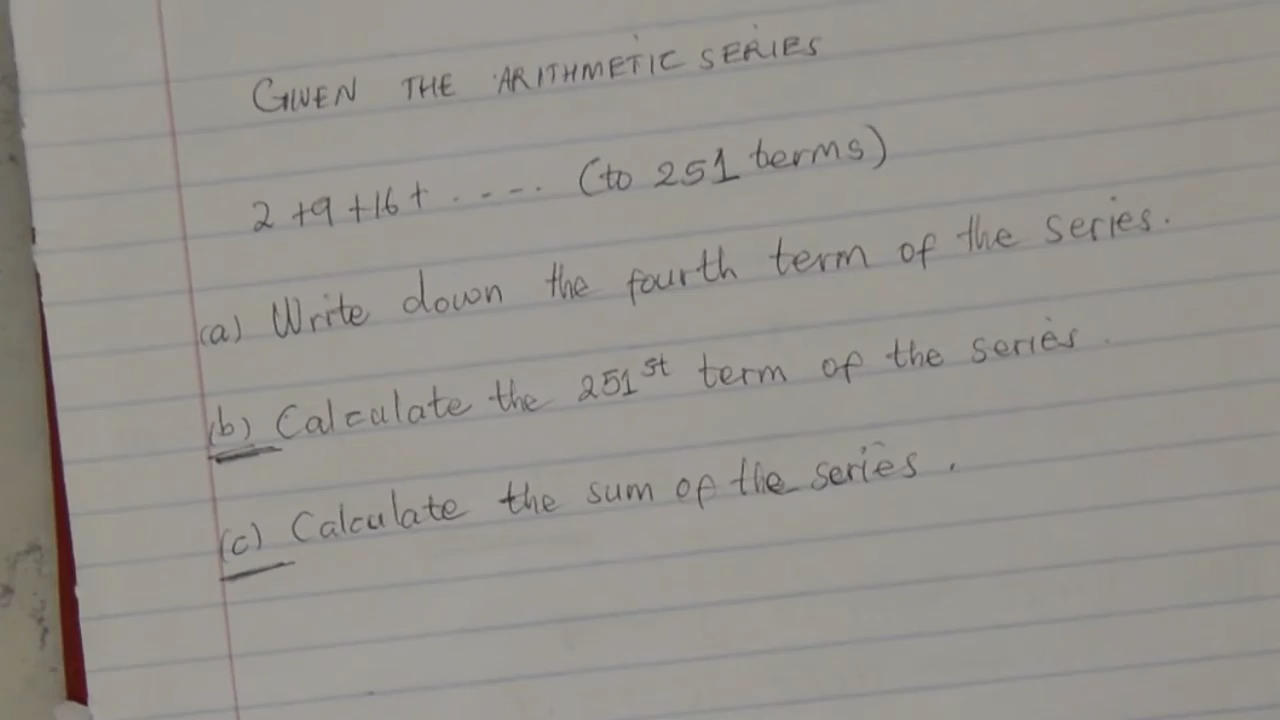 GIVEN THE ARITHMETIC SERIES
2 + 9 + 16 + ..... (to 251 terms)
(a) Write down the fourth term of the series.
(b) Calculate the 251st term of the series.
(c) Calculate the sum of the series.